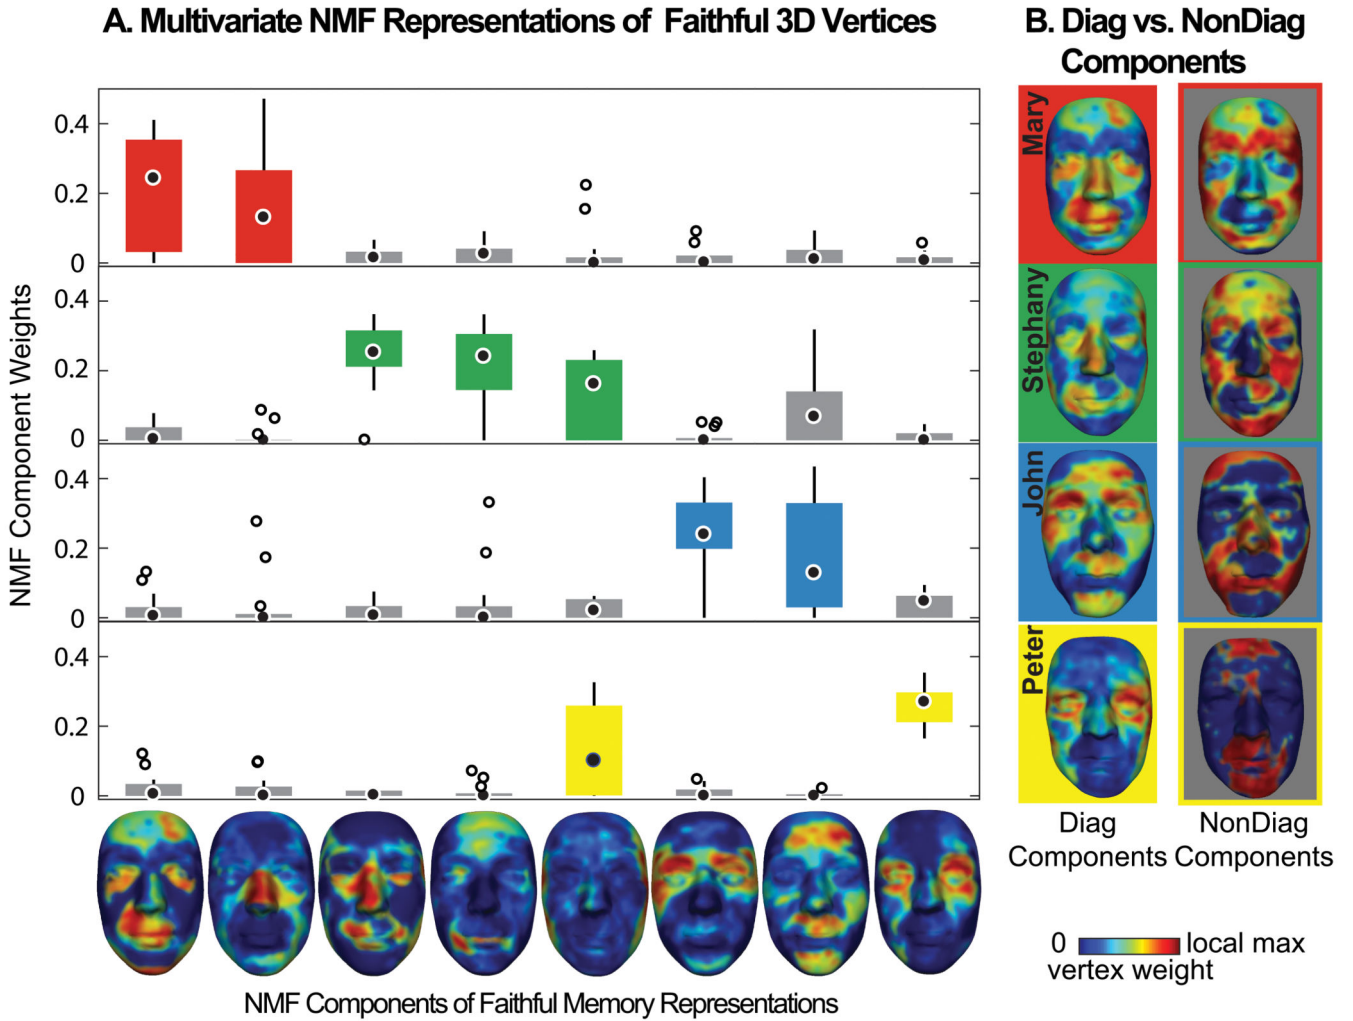 A. Multivariate NMF Representations of Faithful 3D Vertices
B. Diag vs. NonDiag
Components
NMF Component Weights
0.4
0.2
0
0.4
0.2
0
0.4
0.2
0
0.4
0.2
0
NMF Components of Faithful Memory Representations
Mary
Stephany
John
Peter
Diag
Components
NonDiag
Components
0 local max
vertex weight